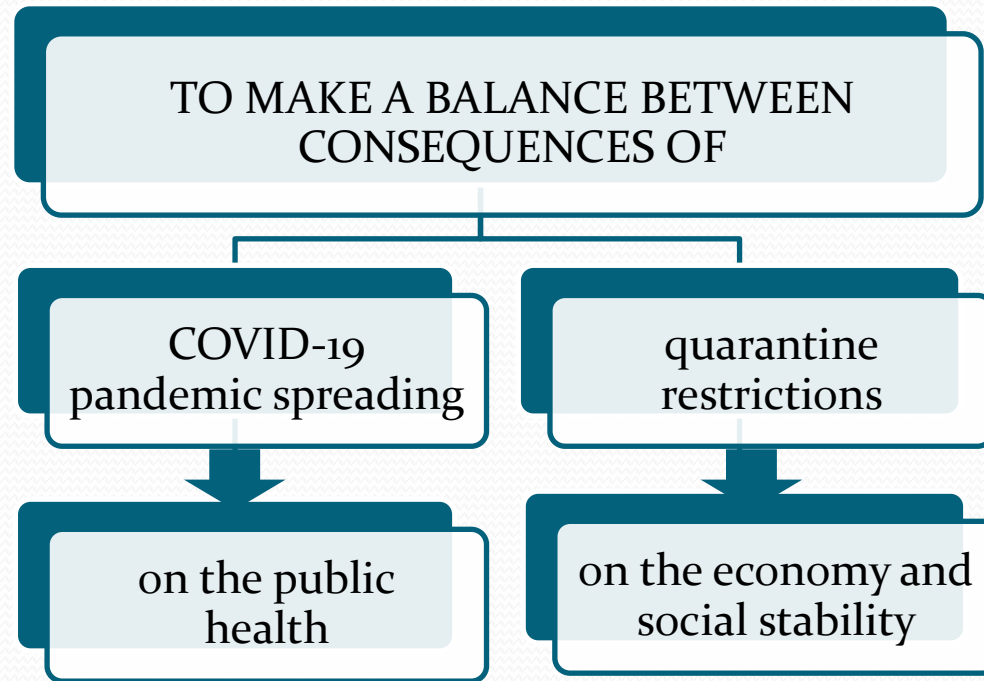 TO MAKE A BALANCE BETWEEN
CONSEQUENCES OF
COVID-19
pandemic spreading
quarantine
restrictions
on the public
health
on the economy and
social stability